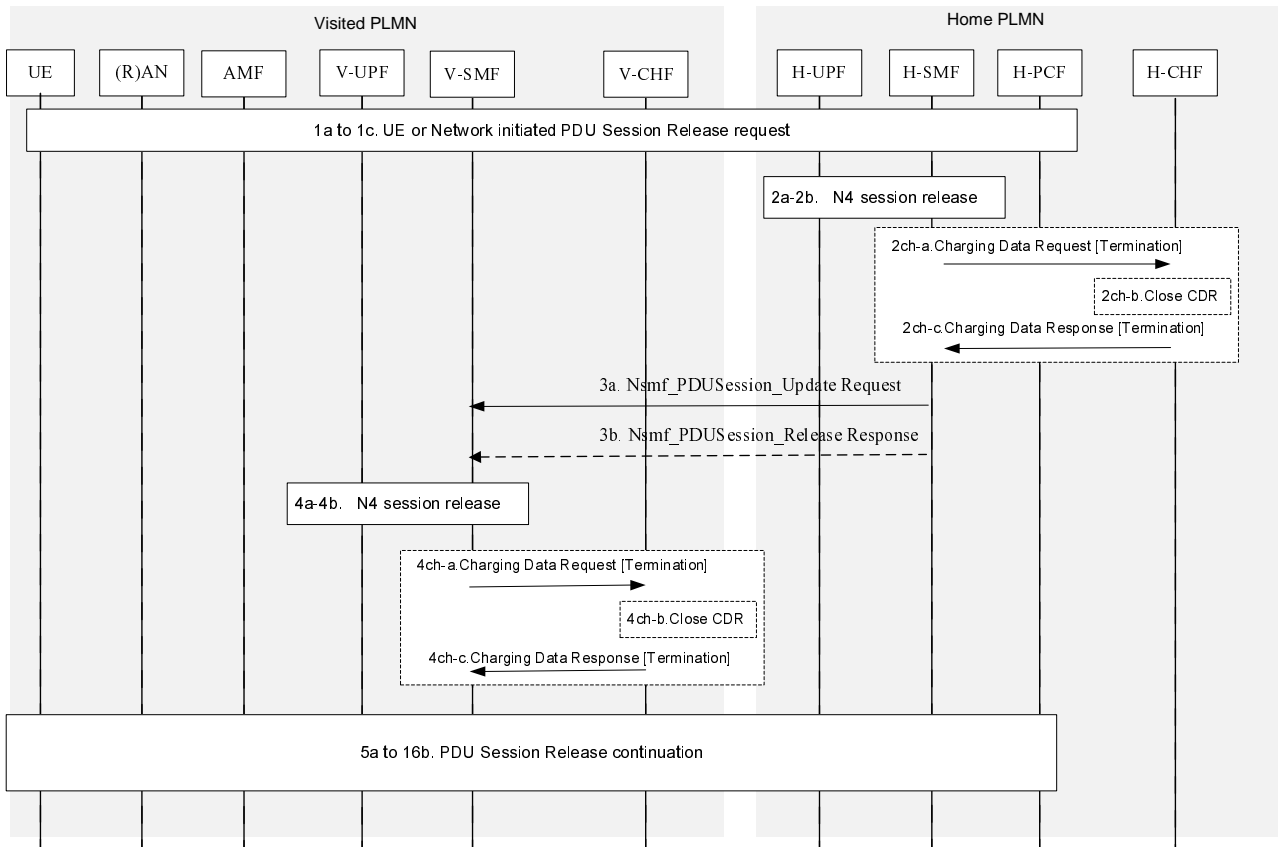 Visited PLMN
Home PLMN
UE
(R)AN
AMF
V-UPF
V-SMF
V-CHF
H-UPF
H-SMF
H-PCF
H-CHF
1a to 1c. UE or Network initiated PDU Session Release request
2a-2b. N4 session release
2ch-a.Charging Data Request [Termination]
2ch-b.Close CDR
2ch-c.Charging Data Response [Termination]
3a. Nsmf_PDUSession_Update Request
3b. Nsmf_PDUSession_Release Response
4a-4b. N4 session release
4ch-a.Charging Data Request [Termination]
4ch-b.Close CDR
4ch-c.Charging Data Response [Termination]
5a to 16b. PDU Session Release continuation